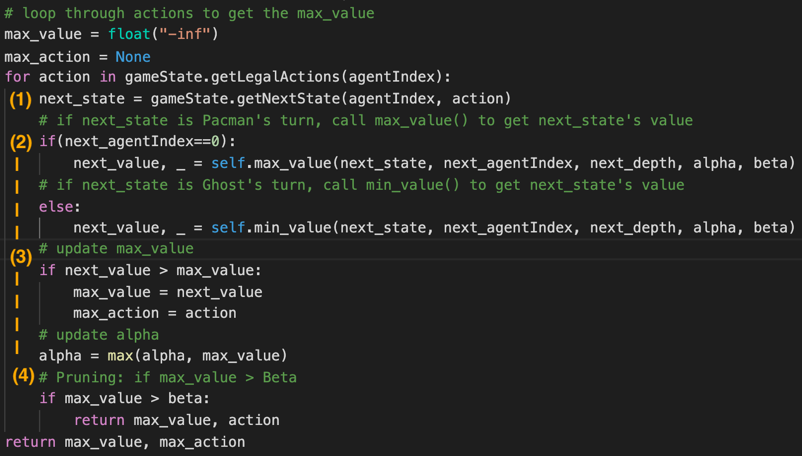 # loop through actions to get the max_value
max_value = float("-inf")
max_action = None
for action in gameState.getLegalActions(agentIndex):
(1) next_state = gameState.getNextState(agentIndex, action)
# if next_state is Pacman's turn, call max_value() to get next_state's value
(2) if(next_agentIndex==0):
next_value, _ = self.max_value(next_state, next_agentIndex, next_depth, alpha, beta)
# if next_state is Ghost's turn, call min_value() to get next_state's value
else:
next_value, _ = self.min_value(next_state, next_agentIndex, next_depth, alpha, beta)
(3) # update max_value
if next_value > max_value:
max_value = next_value
max_action = action
# update alpha
alpha = max(alpha, max_value)
(4) # Pruning: if max_value > Beta
if max_value > beta:
return max_value, action
return max_value, max_action